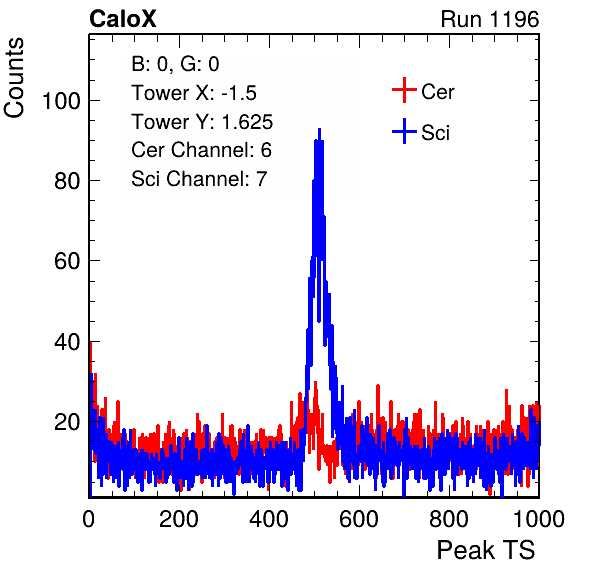 CaloX Run 1196
Counts
B: 0, G: 0
Tower X: -1.5
Tower Y: 1.625
Cer Channel: 6
Sci Channel: 7
Cer
Sci
100
80
60
40
20
0 200 400 600 800 1000
Peak TS